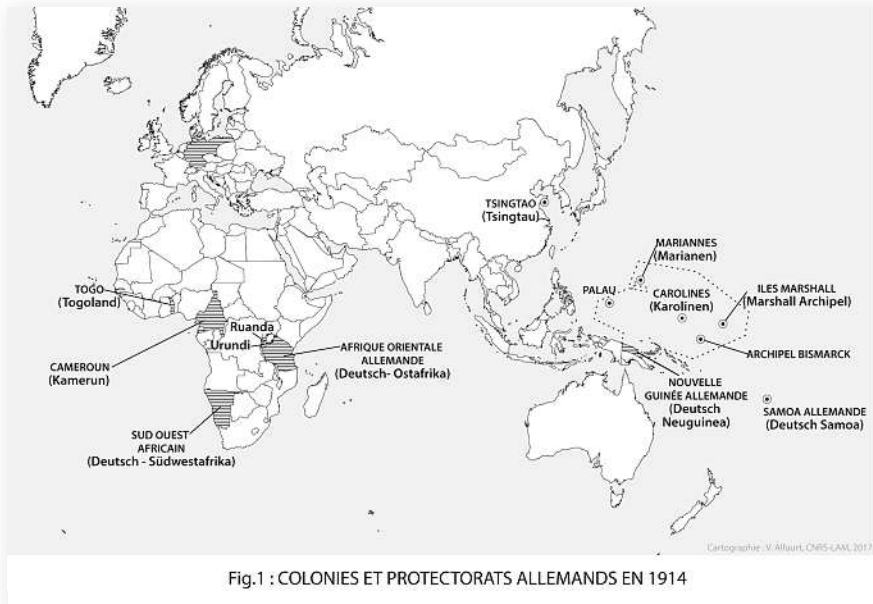 TSINGTAO
(Tsingtau)
MARIANNES
(Marianen)
PALAU
CAROLINES
(Karolinen)
ILES MARSHALL
(Marshall Archipel)
TOGO
(Togoland)
Ruanda
Urundi
AFRIQUE ORIENTALE
ALLEMANDE
(Deutsch- Ostafrika)
ARCHIPEL BISMARCK
CAMEROUN
(Kamerun)
NOUVELLE
GUINÉE ALLEMANDE
(Deutsch
Neuguinea)
SAMOA ALLEMANDE
(Deutsch Samoa)
SUD OUEST
AFRICAIN
(Deutsch - Südwestafrika)
Cartographie : V. Alfuurt, CNRS-LAM, 2017
Fig.1 : COLONIES ET PROTECTORATS ALLEMANDS EN 1914